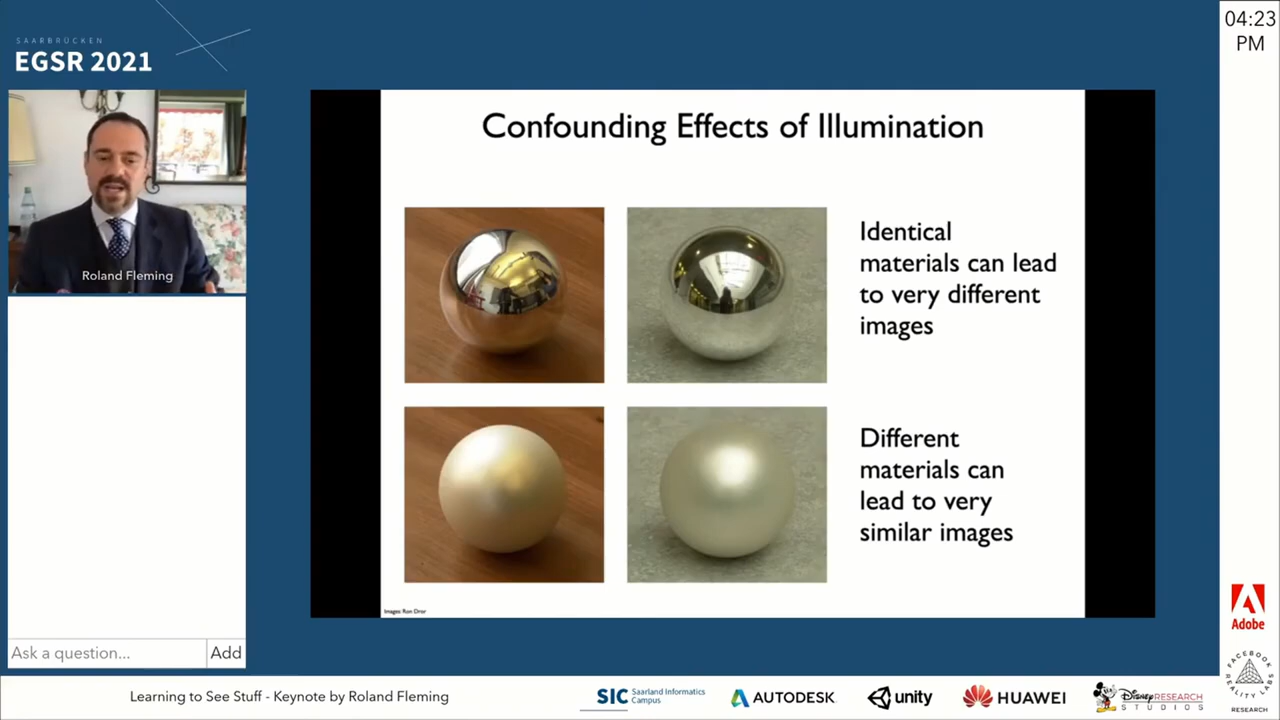 SAARBRÜCKEN
EGSR 2021
Roland Fleming
Ask a question...
Add
Confounding Effects of Illumination
Identical
materials can lead
to very different
images
Different
materials can
lead to very
similar images
Images: Ron Dror
04:23
PM
Adobe
FACEBOOK
REALITY LABS
RESEARCH
Learning to See Stuff - Keynote by Roland Fleming
SIC Saarland Informatics
Campus
AUTODESK
unity
HUAWEI
Disney RESEARCH
STUDIOS